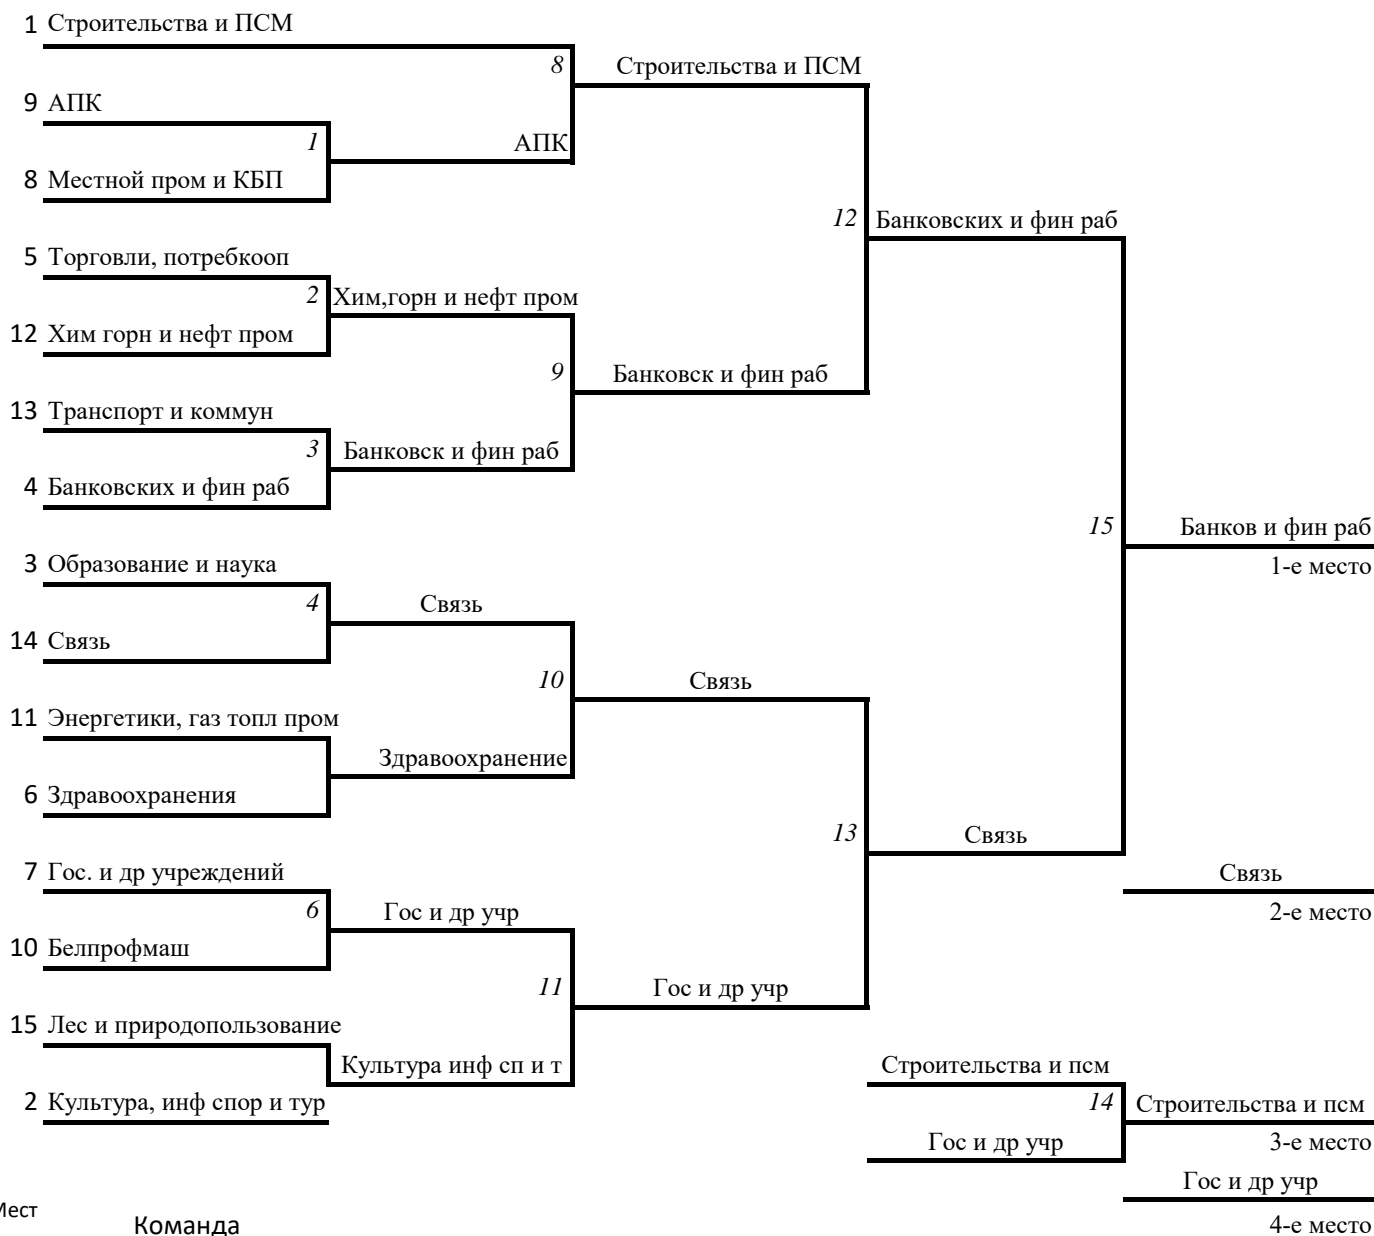 1 Строительства и ПСМ
8 Строительства и ПСМ
9 АПК
1 АПК
8 Местной пром и КБП
12 Банковских и фин раб
5 Торговли, потребкооп
2 Хим,горн и нефт пром
12 Хим горн и нефт пром
9 Банковск и фин раб
13 Транспорт и коммун
3 Банковск и фин раб
4 Банковских и фин раб
15 Банков и фин раб
1-е место
3 Образование и наука
4 Связь
14 Связь
10 Связь
11 Энергетики, газ топл пром
Здравоохранение
6 Здравоохранения
13 Связь
7 Гос. и др учреждений
Связь
2-е место
6 Гос и др учр
10 Белпрофмаш
11 Гос и др учр
15 Лес и природопользование
Культура инф сп и т
Строительства и псм
2 Культура, инф спор и тур
14 Строительства и псм
3-е место
Гос и др учр
Гос и др учр
4-е место
Мест
Команда